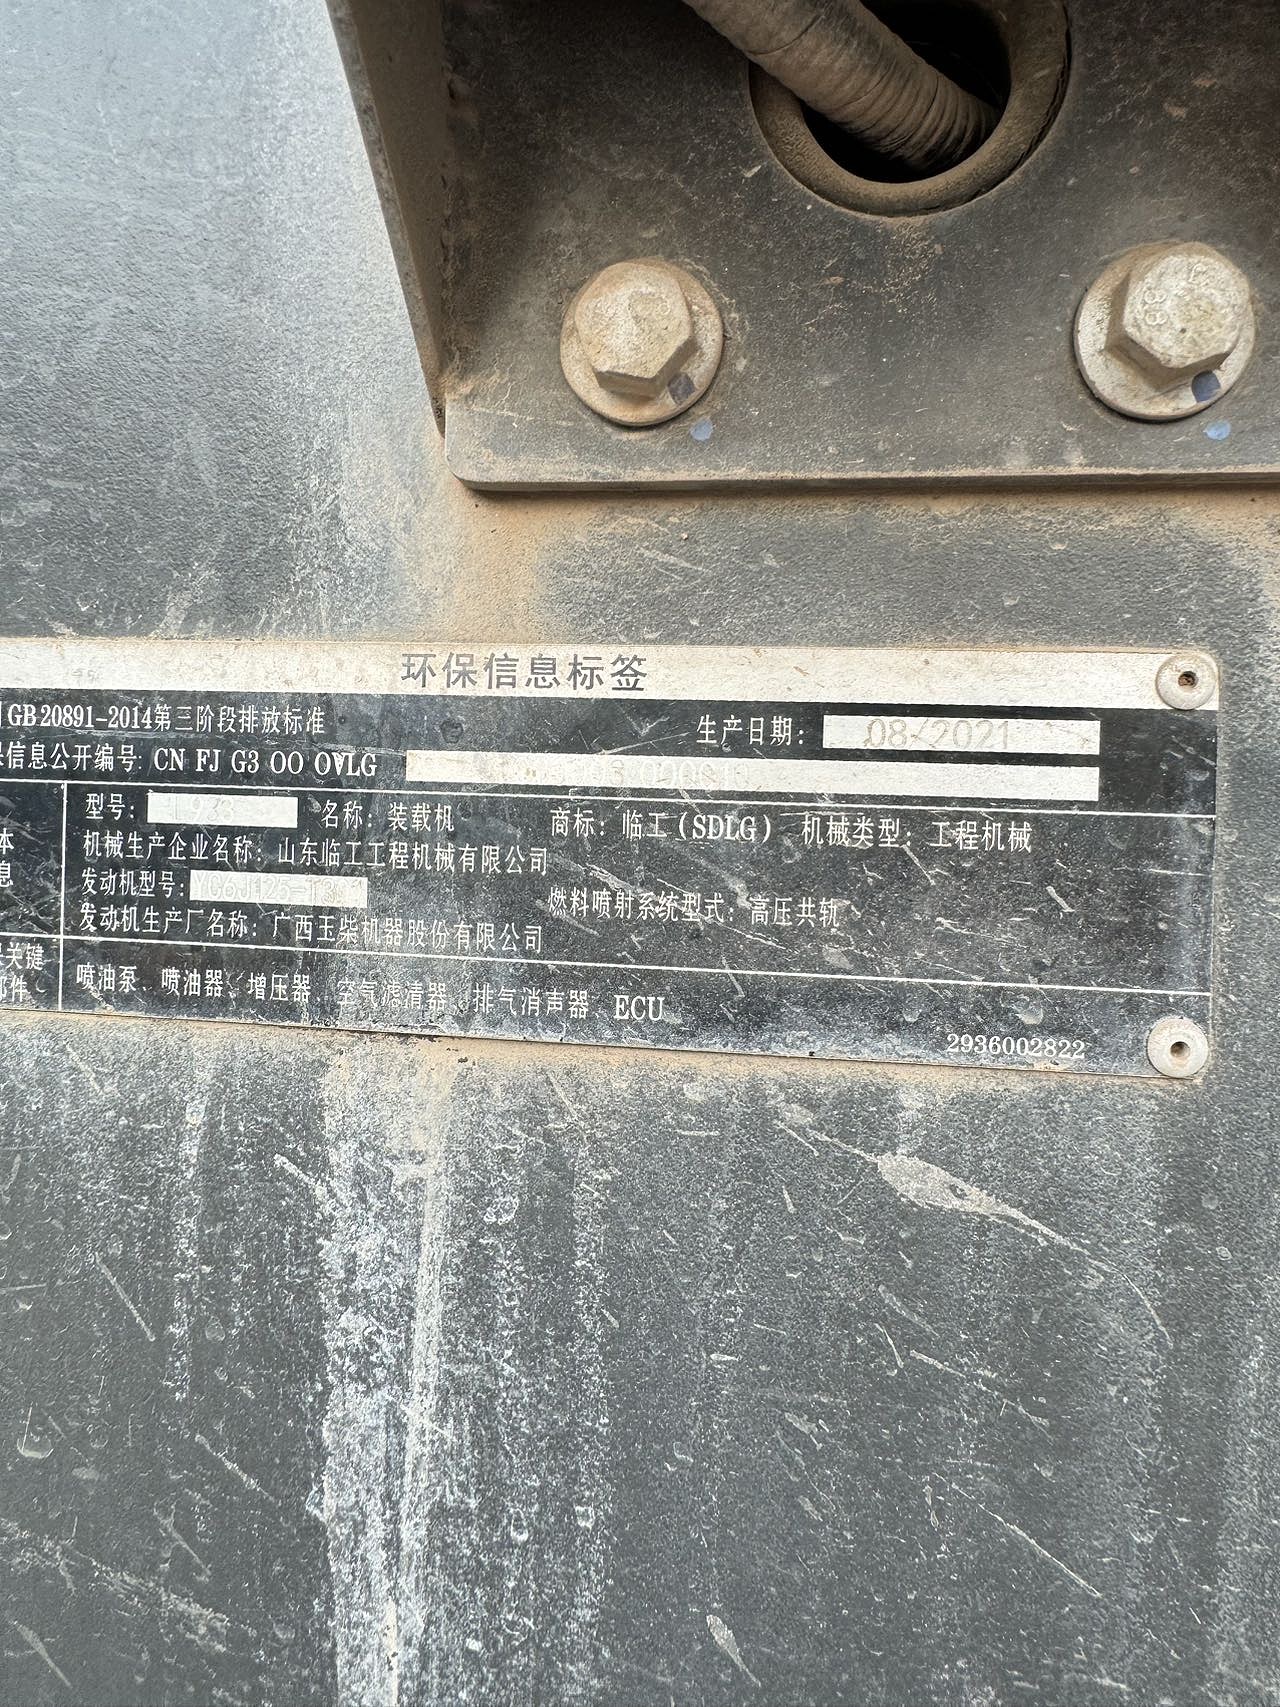 环保信息标签
GB 20891-2014第三阶段排放标准 生产日期: 08/2021
信息公开编号: CN FJ G3 OO OVLG
型号: L933 名称: 装载机 商标: 临工(SDLG) 机械类型: 工程机械
机械生产企业名称: 山东临工工程机械有限公司
发动机型号: 燃料喷射系统型式: 高压共轨
发动机生产厂名称: 广西玉柴机器股份有限公司
关键
部件
喷油泵、喷油器、增压器、空气滤清器、排气消声器、ECU
2936002822